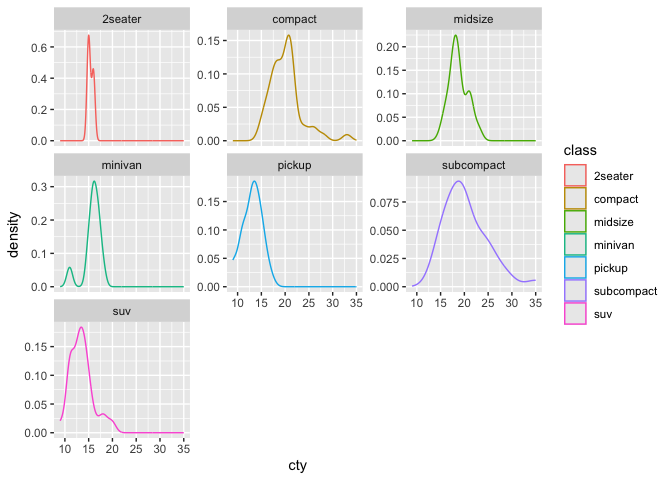 2seater
compact
midsize
0.6
0.4
0.2
0.0
0.15
0.10
0.05
0.00
0.20
0.15
0.10
0.05
0.00
minivan
pickup
subcompact
0.3
0.2
0.1
0.0
0.15
0.10
0.05
0.00
0.075
0.050
0.025
0.000
10 15 20 25 30 35
10 15 20 25 30 35
suv
0.15
0.10
0.05
0.00
10 15 20 25 30 35
cty
density
class
2seater
compact
midsize
minivan
pickup
subcompact
suv